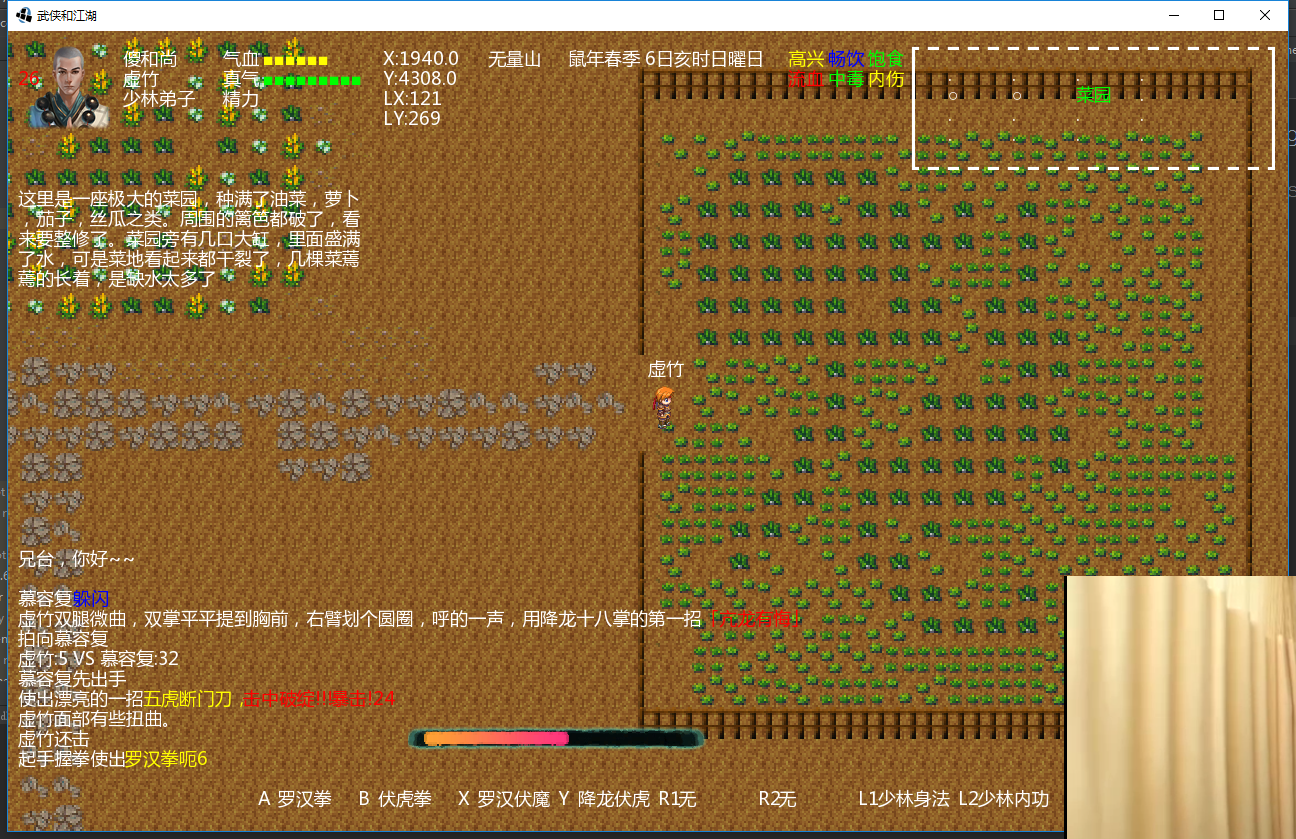 武侠和江湖
傻和尚 气血 X:1940.0 无量山 鼠年春季 6日亥时日曜日 高兴 畅饮 饱食
26 虚竹 真气 Y:4308.0 中毒 内伤
少林弟子 精力 LX:121 菜园
LY:269
这里是一座极大的菜园，种满了油菜，萝卜
，茄子，丝瓜之类。周围的篱笆都破了，看
来要整修了。菜园旁有几口大缸，里面盛满
了水，可是菜地看起来都干裂了，几棵菜蔫
蔫的长着，是缺水太多了
虚竹
兄台，你好~~
慕容复躲闪
虚竹双腿微曲，双掌平平提到胸前，右臂划个圆圈，呼的一声，用降龙十八掌的第一招「亢龙有悔」
拍向慕容复
虚竹:5 VS 慕容复:32
慕容复先出手
使出漂亮的一招五虎断门刀，击中破绽!!!暴击!24
虚竹面部有些扭曲。
虚竹还击
起手握拳使出罗汉拳呃6
A 罗汉拳 B 伏虎拳 X 罗汉伏魔 Y 降龙伏虎 R1无 R2无 L1少林身法 L2少林内功